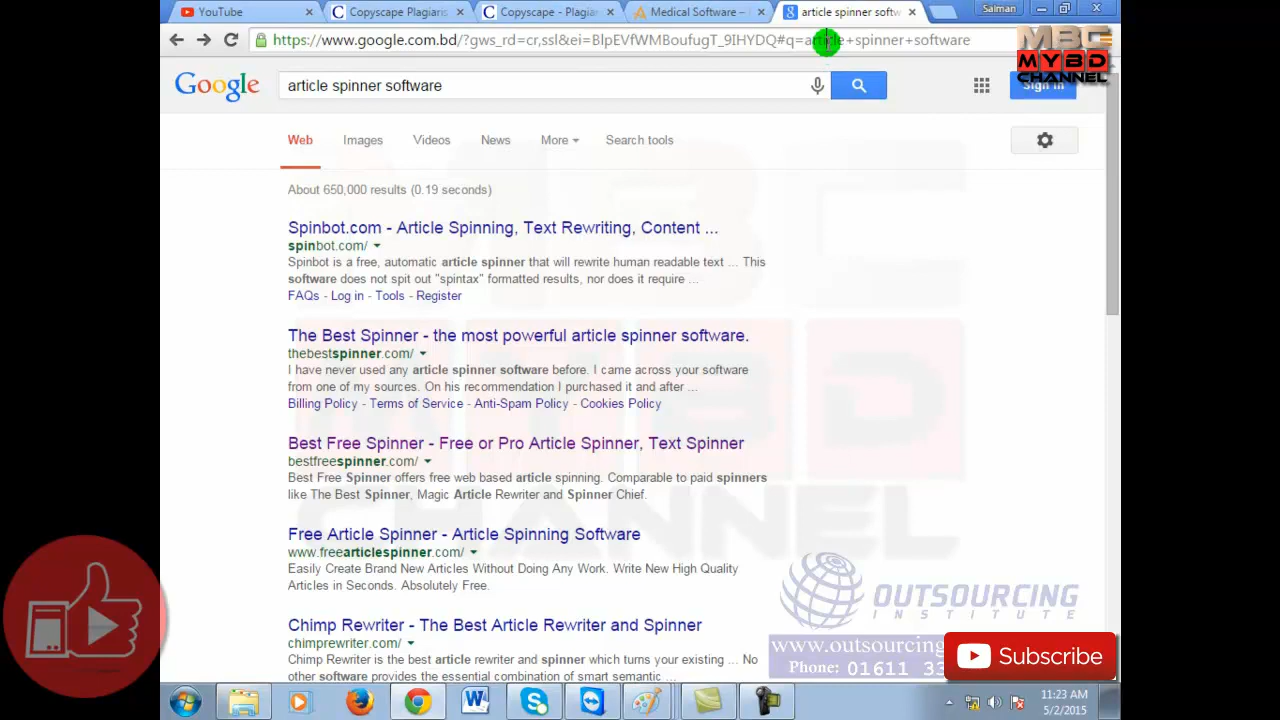 YouTube
Copyscape Plagiaris
Copyscape - Plagia
Medical Software –
article spinner softw
Salman
https://www.google.com.bd/?gws_rd=cr,ssl&ei=
#q=article+spinner+software
MBC
MYBD
CHANNEL
Google
article spinner software
Sign in
Web
Images
Videos
News
More
Search tools
About 650,000 results (0.19 seconds)
Spinbot.com - Article Spinning, Text Rewriting, Content ...
spinbot.com/
Spinbot is a free, automatic article spinner that will rewrite human readable text ... This
software does not spit out "spintax" formatted results, nor does it require ...
FAQs - Log in - Tools - Register
The Best Spinner - the most powerful article spinner software.
thebestspinner.com/
I have never used any article spinner software before. I came across your software
from one of my sources. On his recommendation I purchased it and after ...
Billing Policy - Terms of Service - Anti-Spam Policy - Cookies Policy
Best Free Spinner - Free or Pro Article Spinner, Text Spinner
bestfreespinner.com/
Best Free Spinner offers free web based article spinning. Comparable to paid spinners
like The Best Spinner, Magic Article Rewriter and Spinner Chief.
Free Article Spinner - Article Spinning Software
www.freearticlespinner.com/
Easily Create Brand New Articles Without Doing Any Work. Write New High Quality
Articles in Seconds. Absolutely Free.
Chimp Rewriter - The Best Article Rewriter and Spinner
chimprewriter.com/
Chimp Rewriter is the best article rewriter and spinner which turns your existing ... No
other software provides the essential combination of smart semantic ...
MBC
MYBD
CHANNEL
OUTSOURCING
INSTITUTE
www.outsourcing
Phone: 01611 33
Subscribe
11:23 AM
5/2/2015